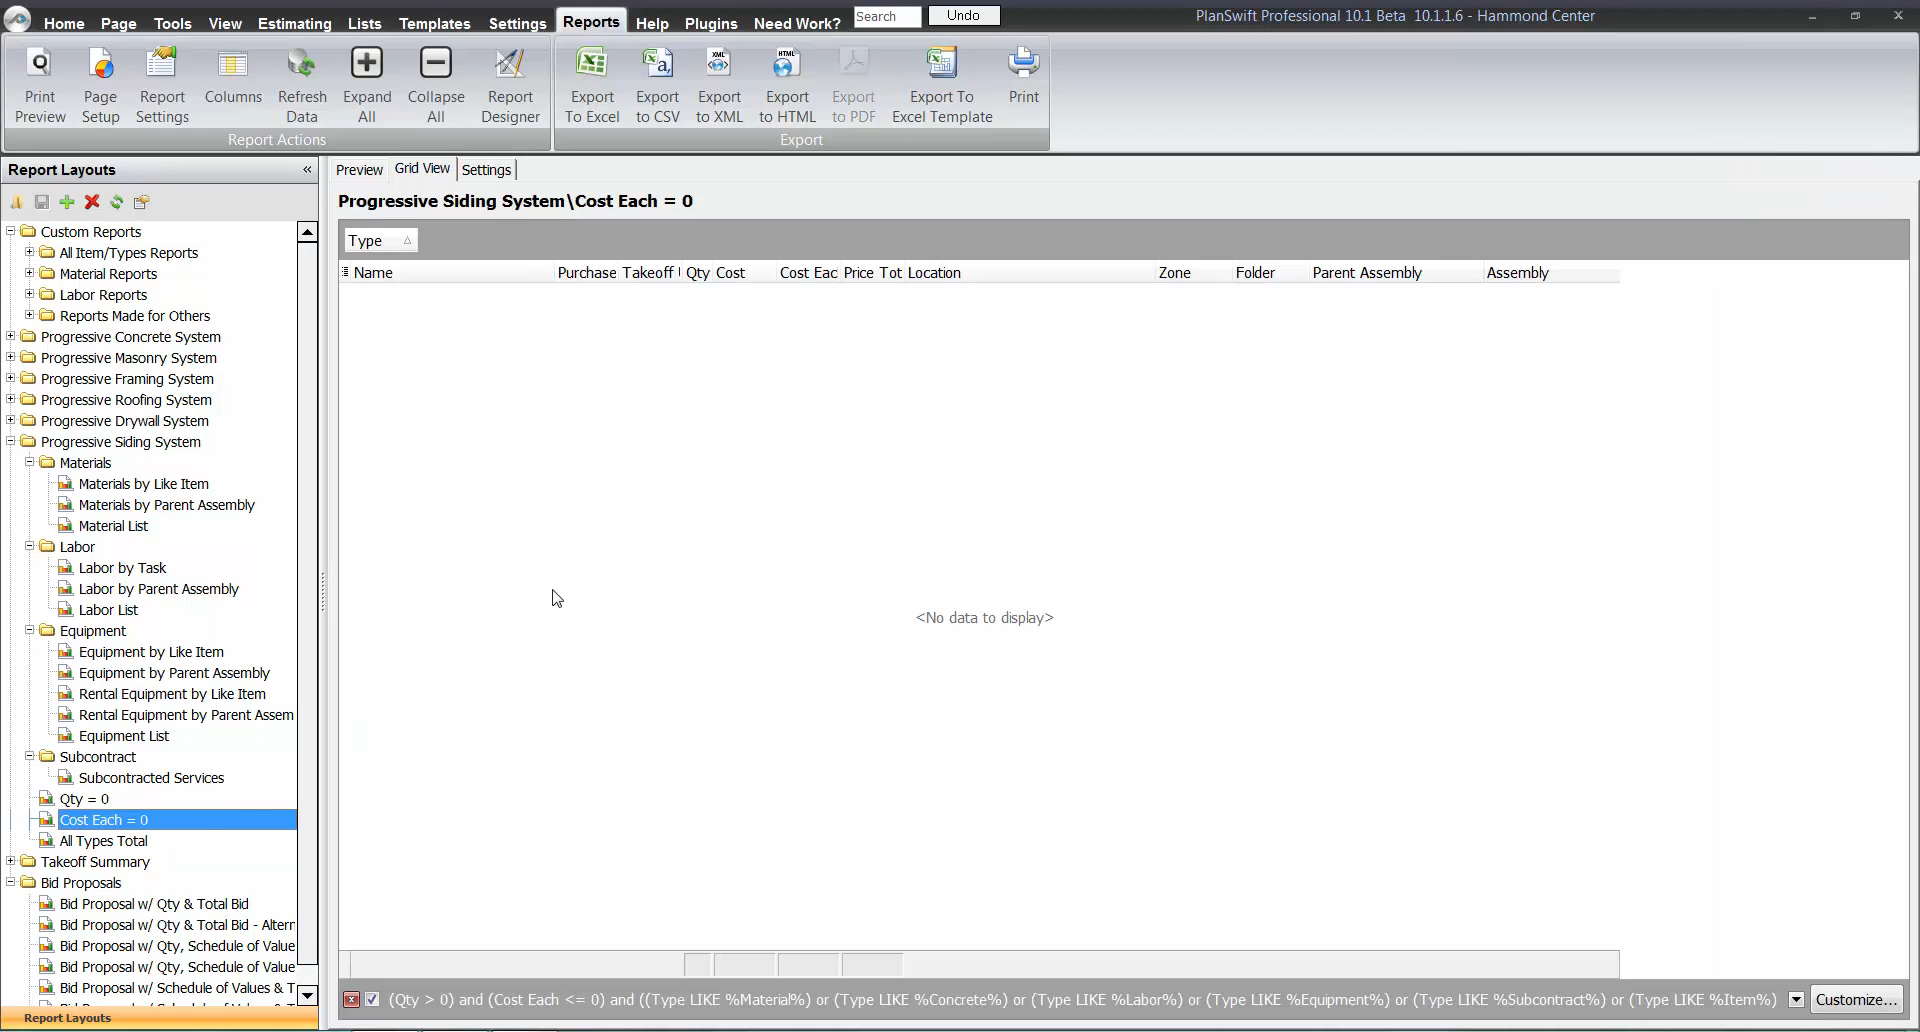 Home Page Tools View Estimating Lists Templates Settings Reports Help Plugins Need Work? Search Undo PlanSwift Professional 10.1 Beta 10.1.1.6 - Hammond Center
Print Preview
Page Setup
Report Settings
Columns
Refresh Data
Expand All
Collapse All
Report Designer
Export To Excel
Export to CSV
XML
Export to XML
HTML
Export to HTML
Export to PDF
Export To Excel Template
Print
Report Actions
Export
Report Layouts «
Custom Reports
All Item/Types Reports
Material Reports
Labor Reports
Reports Made for Others
Progressive Concrete System
Progressive Masonry System
Progressive Framing System
Progressive Roofing System
Progressive Drywall System
Progressive Siding System
Materials
Materials by Like Item
Materials by Parent Assembly
Material List
Labor
Labor by Task
Labor by Parent Assembly
Labor List
Equipment
Equipment by Like Item
Equipment by Parent Assembly
Rental Equipment by Like Item
Rental Equipment by Parent Assem
Equipment List
Subcontract
Subcontracted Services
Qty = 0
Cost Each = 0
All Types Total
Takeoff Summary
Bid Proposals
Bid Proposal w/ Qty & Total Bid
Bid Proposal w/ Qty & Total Bid - Altern
Bid Proposal w/ Qty, Schedule of Value
Bid Proposal w/ Qty, Schedule of Value
Bid Proposal w/ Schedule of Values & T
Report Layouts
Preview Grid View Settings
Progressive Siding System\Cost Each = 0
Type
Name Purchase Takeoff Qty Cost Cost Eac Price Tot Location Zone Folder Parent Assembly Assembly
<No data to display>
(Qty > 0) and (Cost Each <= 0) and ((Type LIKE %Material%) or (Type LIKE %Concrete%) or (Type LIKE %Labor%) or (Type LIKE %Equipment%) or (Type LIKE %Subcontract%) or (Type LIKE %Item%) Customize...